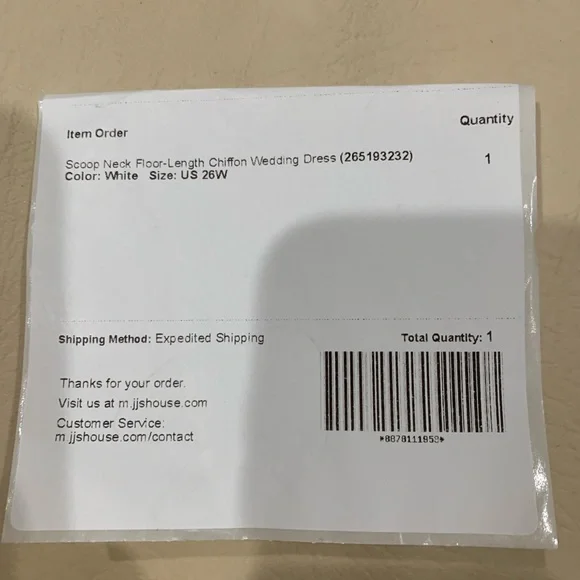 Item Order Quantity
Scoop Neck Floor-Length Chiffon Wedding Dress (265193232) 1
Color: White Size: US 26W
Shipping Method: Expedited Shipping Total Quantity: 1
Thanks for your order.
Visit us at m.jjshouse.com
Customer Service:
m.jjshouse.com/contact
*8878111858*